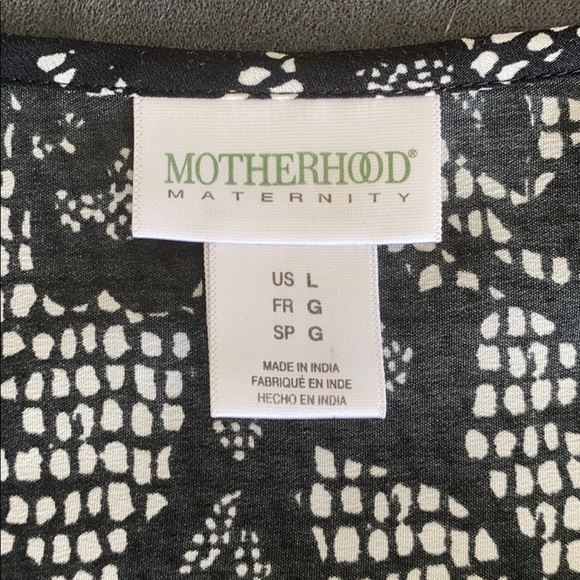 MOTHERHOOD®
MATERNITY
US L
FR G
SP G
MADE IN INDIA
FABRIQUÉ EN INDE
HECHO EN INDIA